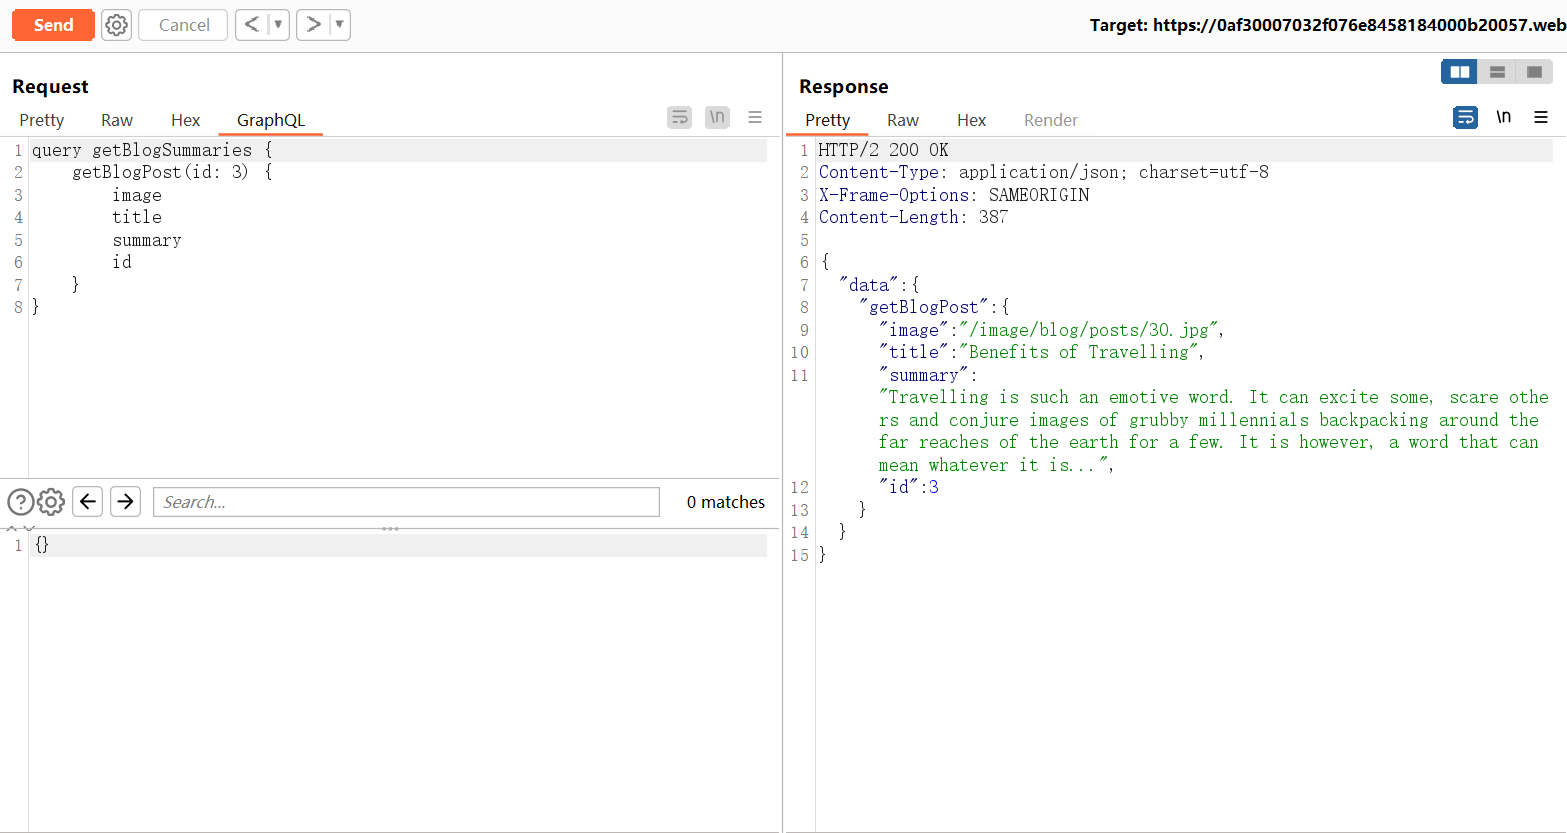 Send
Cancel
<
>
Target: https://0af30007032f076e8458184000b20057.web
Request
Pretty Raw Hex GraphQL
\n
1 query getBlogSummaries {
2 getBlogPost(id: 3) {
3 image
4 title
5 summary
6 id
7 }
8 }
?
Search...
0 matches
1 {}
Response
Pretty Raw Hex Render
\n
1 HTTP/2 200 OK
2 Content-Type: application/json; charset=utf-8
3 X-Frame-Options: SAMEORIGIN
4 Content-Length: 387
5
6 {
7 "data":{
8 "getBlogPost":{
9 "image":"/image/blog/posts/30.jpg",
10 "title":"Benefits of Travelling",
11 "summary":
"Travelling is such an emotive word. It can excite some, scare othe
rs and conjure images of grubby millennials backpacking around the
far reaches of the earth for a few. It is however, a word that can
mean whatever it is...",
12 "id":3
13 }
14 }
15 }